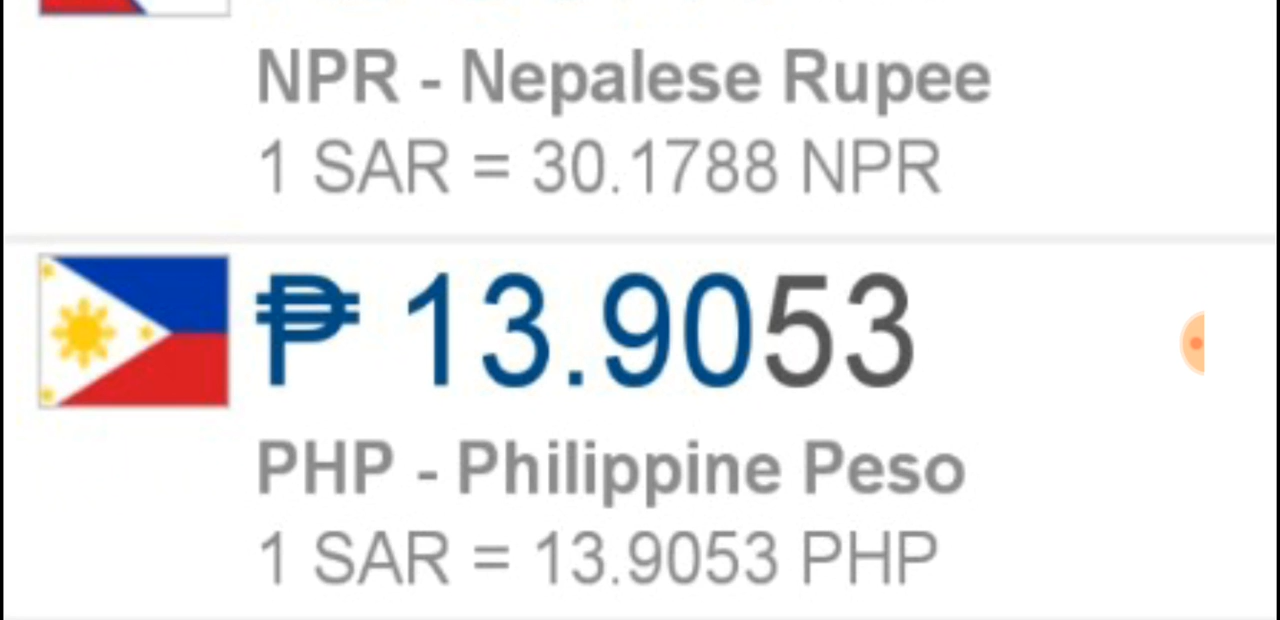 NPR - Nepalese Rupee
1 SAR = 30.1788 NPR
₱ 13.9053
PHP - Philippine Peso
1 SAR = 13.9053 PHP